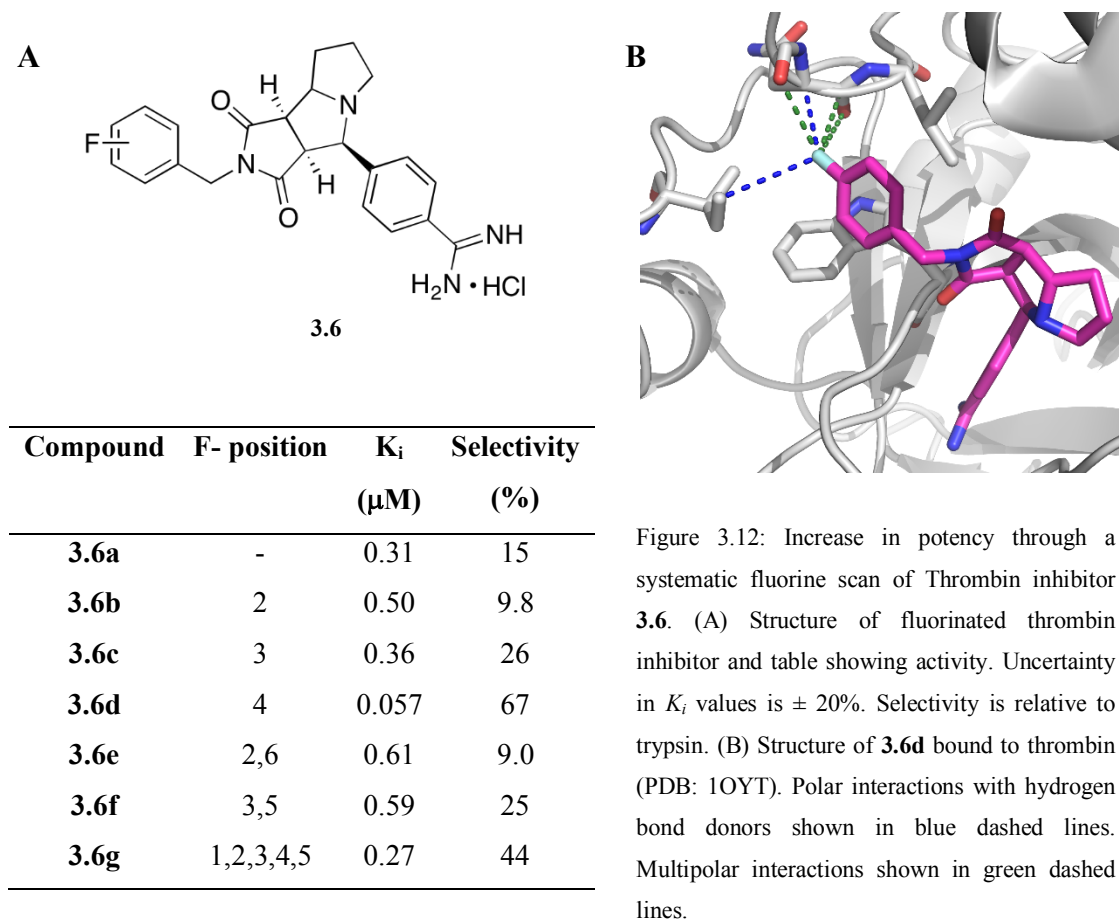 A
H
N
O
F
N
H
O
NH
H₂N•HCl
3.6
Compound F- position Kᵢ Selectivity
(μM) (%)
3.6a - 0.31 15
3.6b 2 0.50 9.8
3.6c 3 0.36 26
3.6d 4 0.057 67
3.6e 2,6 0.61 9.0
3.6f 3,5 0.59 25
3.6g 1,2,3,4,5 0.27 44
B
Figure 3.12: Increase in potency through a
systematic fluorine scan of Thrombin inhibitor
3.6. (A) Structure of fluorinated thrombin
inhibitor and table showing activity. Uncertainty
in Kᵢ values is ± 20%. Selectivity is relative to
trypsin. (B) Structure of 3.6d bound to thrombin
(PDB: 1OYT). Polar interactions with hydrogen
bond donors shown in blue dashed lines.
Multipolar interactions shown in green dashed
lines.